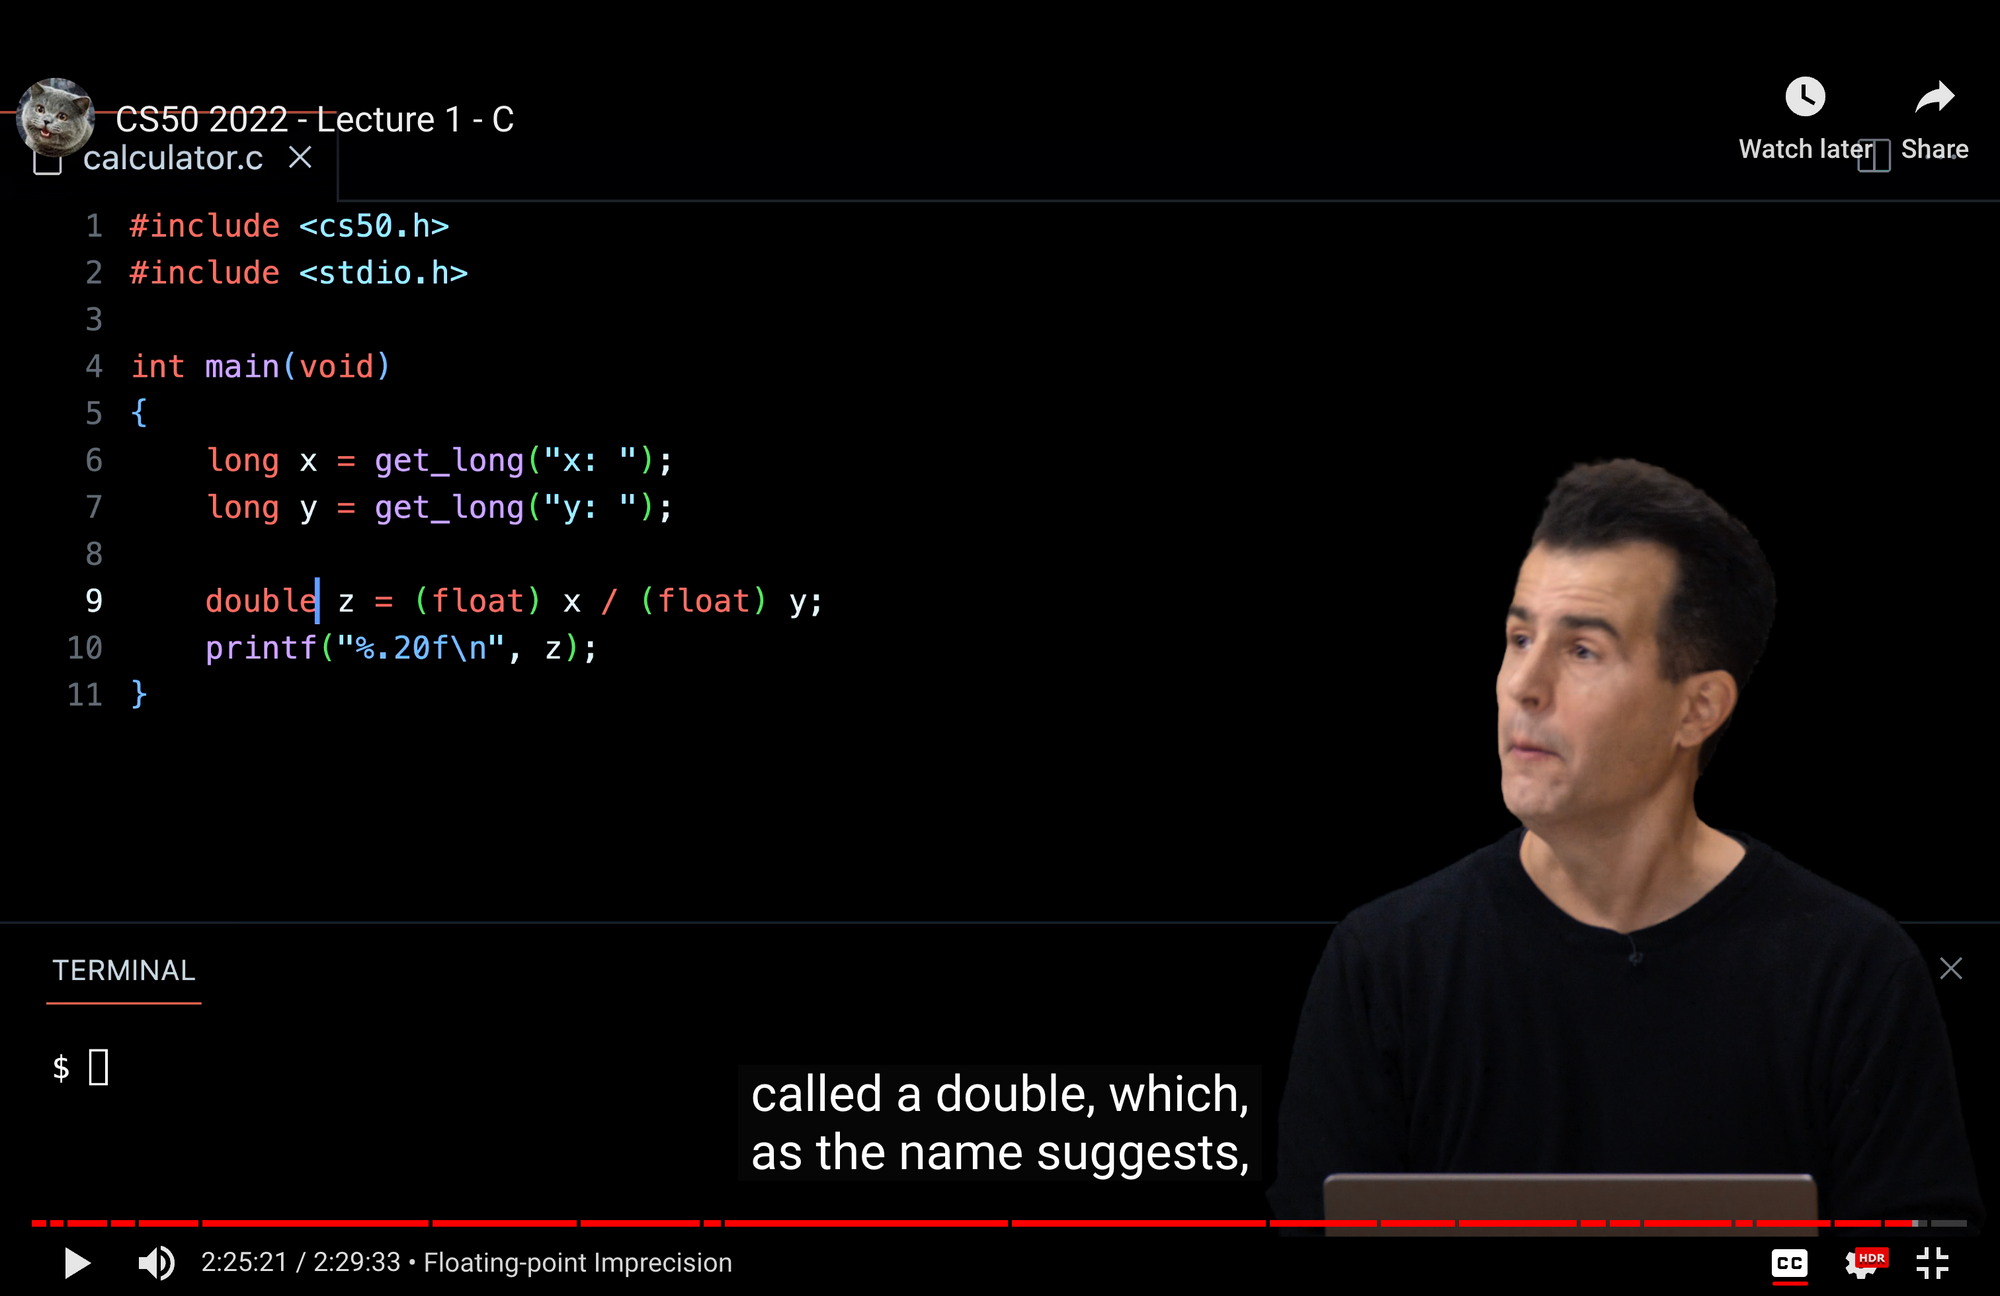 CS50 2022 - Lecture 1 - C
Watch later
Share
calculator.c
1 #include <cs50.h>
2 #include <stdio.h>
3
4 int main(void)
5 {
6     long x = get_long("x: ");
7     long y = get_long("y: ");
8
9     double z = (float) x / (float) y;
10     printf("%.20f\n", z);
11 }
TERMINAL
$
called a double, which,
as the name suggests,
2:25:21 / 2:29:33 • Floating-point Imprecision
CC
HDR